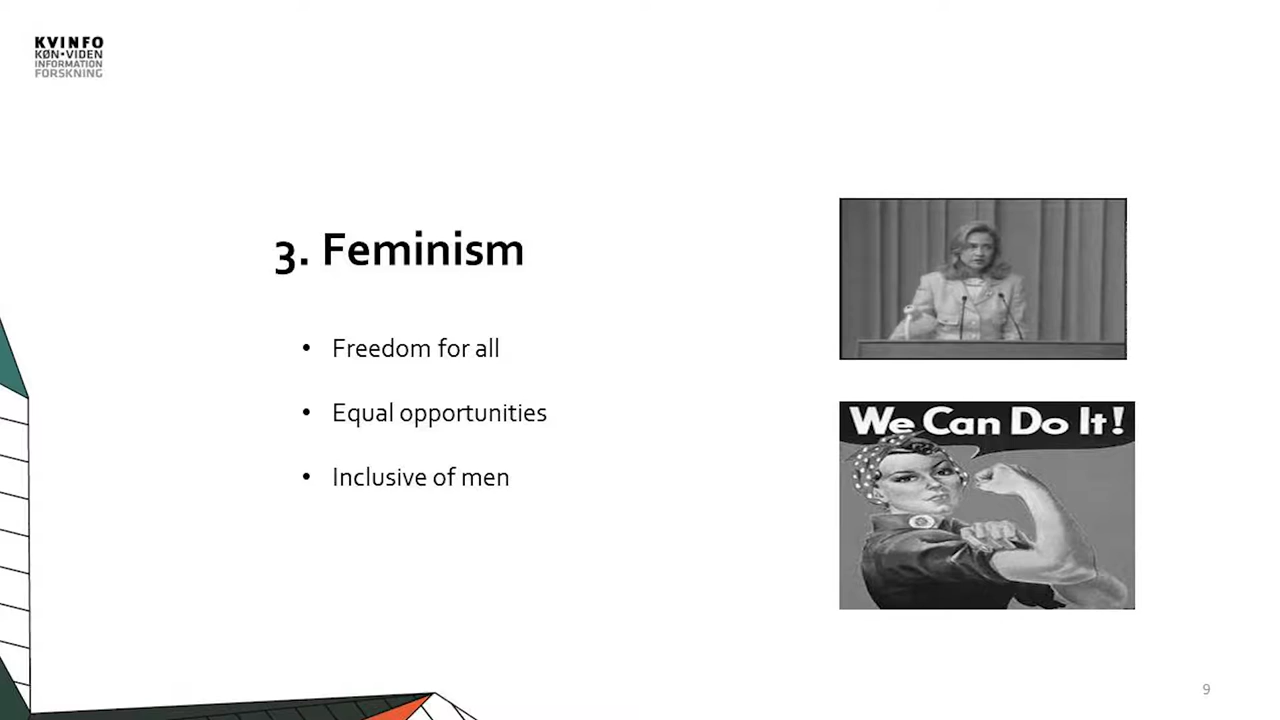 KVINFO
KØN•VIDEN
INFORMATION
FORSKNING
3. Feminism
• Freedom for all
• Equal opportunities
• Inclusive of men
We Can Do It!
9